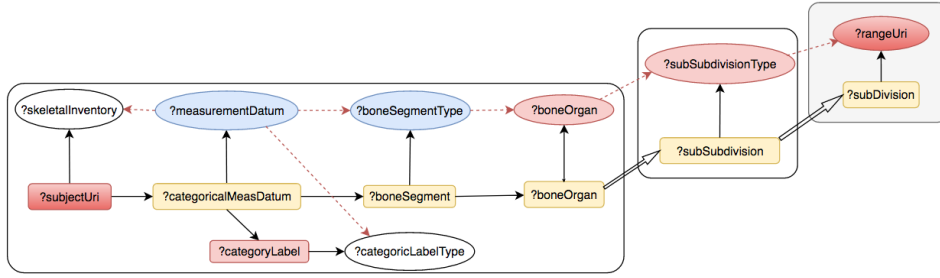 ?rangeUri
?subSubdivisionType
?subDivision
?skeletalInventory
?measurementDatum
?boneSegmentType
?boneOrgan
?subSubdivision
?subjectUri
?categoricalMeasDatum
?boneSegment
?boneOrgan
?categoryLabel
?categoricLabelType